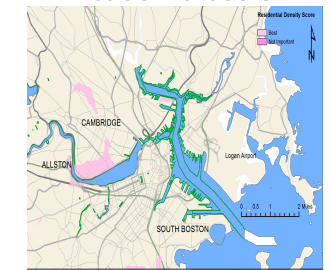 Residential Density Score
Best
Not Important
N
CAMBRIDGE
ALLSTON
Logan Airport
0 0.5 1 2 Miles
SOUTH BOSTON